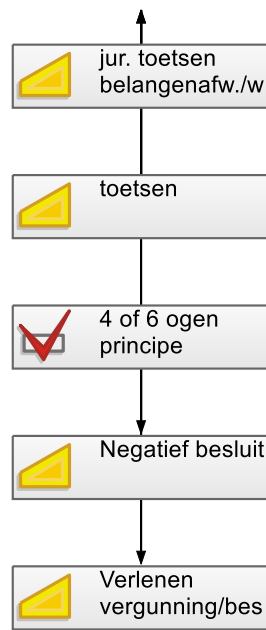 jur. toetsen
belangenafw./w
toetsen
4 of 6 ogen
principe
Negatief besluit
Verlenen
vergunning/bes